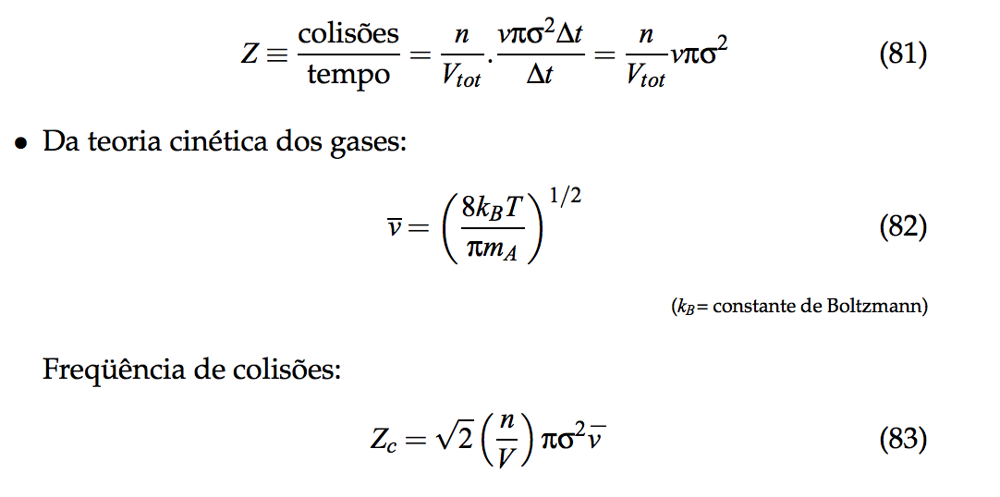 Z ≡ colisões/tempo = n/V_tot . vπσ²Δt/Δt = n/V_tot vπσ² (81)
• Da teoria cinética dos gases:
v̅ = (8k_BT/πm_A)^{1/2} (82)
(k_B= constante de Boltzmann)
Freqüência de colisões:
Z_c = √2 (n/V) πσ²v̅ (83)